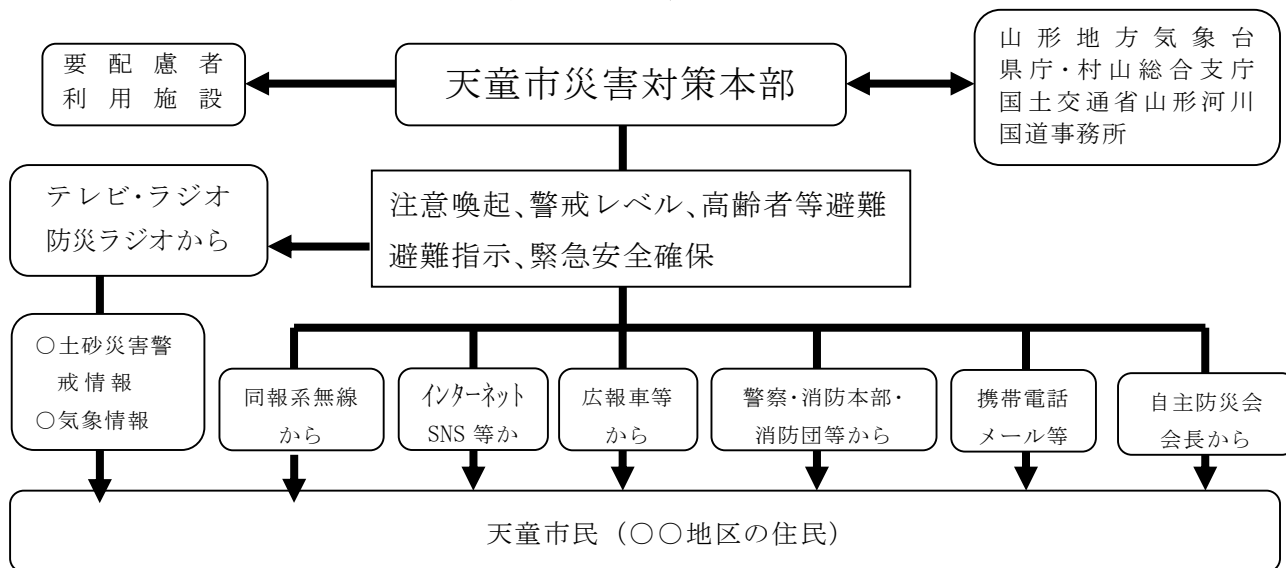 要配慮者
利用施設
天童市災害対策本部
山形地方気象台
県庁・村山総合支庁
国土交通省山形河川
国道事務所
テレビ・ラジオ
防災ラジオから
注意喚起、警戒レベル、高齢者等避難
避難指示、緊急安全確保
○土砂災害警
戒情報
○気象情報
同報系無線
から
インターネット
SNS 等か
広報車等
から
警察・消防本部・
消防団等から
携帯電話
メール等
自主防災会
会長から
天童市民（○○地区の住民）